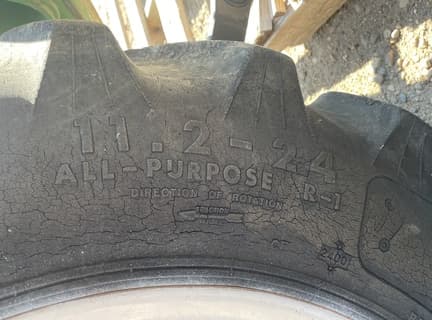 11.2-24
ALL-PURPOSE R-1
DIRECTION OF ROTATION